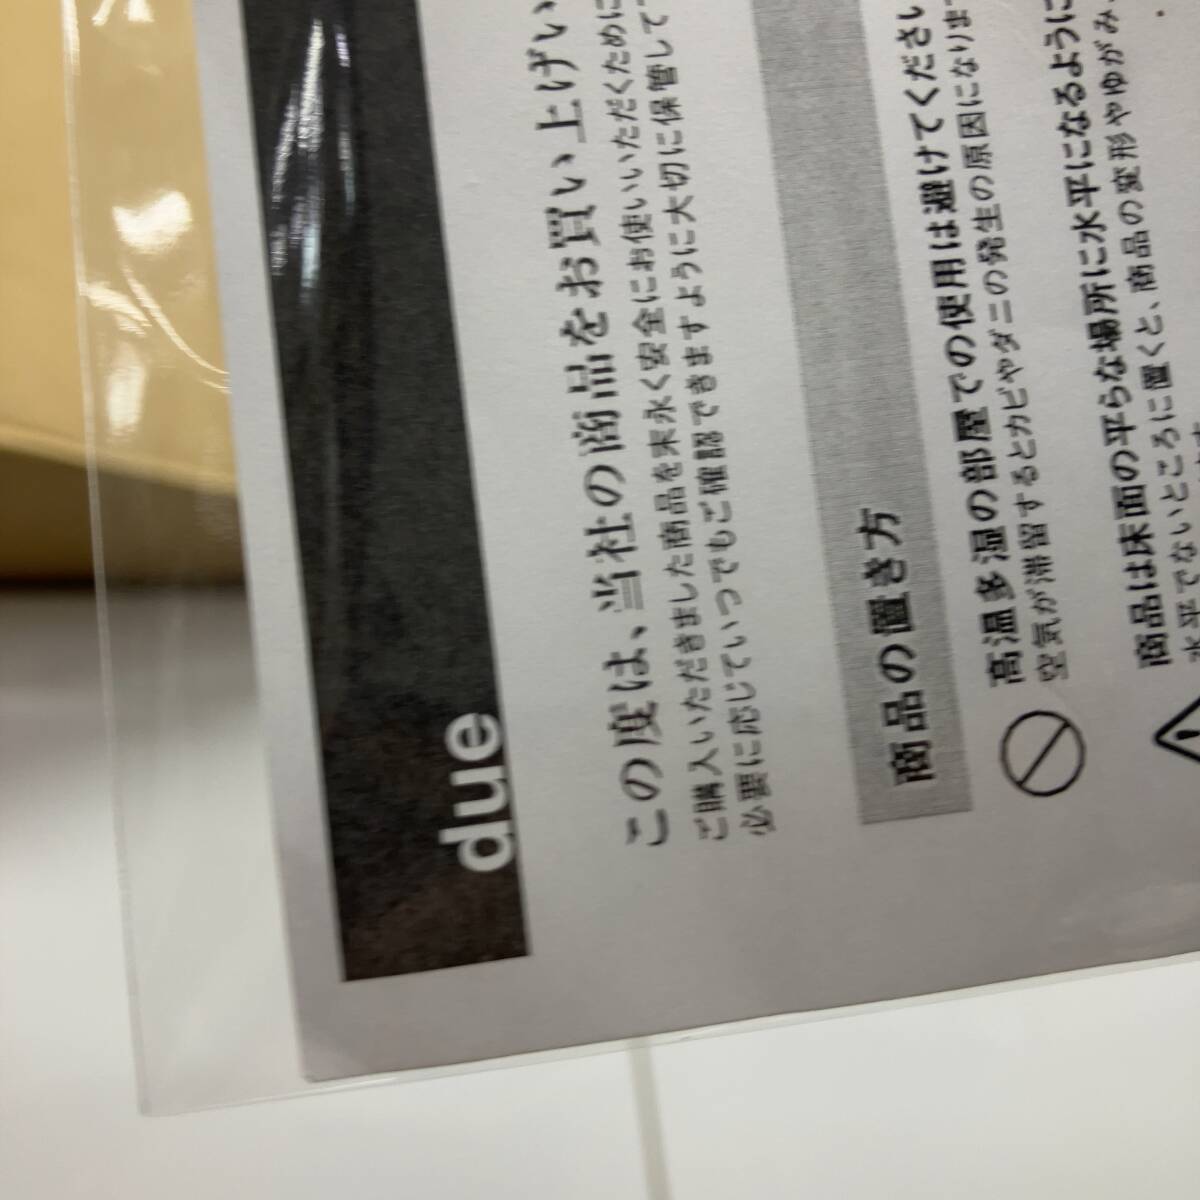 due
この度は、当社の商品をお買い上げい
ご購入いただきました商品を末永く安全にお使いいただくために
必要に応じていつでもご確認できますように大切に保管して
商品の置き方
高温多湿の部屋での使用は避けてください
空気が滞留するとカビやダニの発生の原因になりま
商品は床面の平らな場所に水平になるように
水平でないところに置くと、商品の変形やゆがみ、